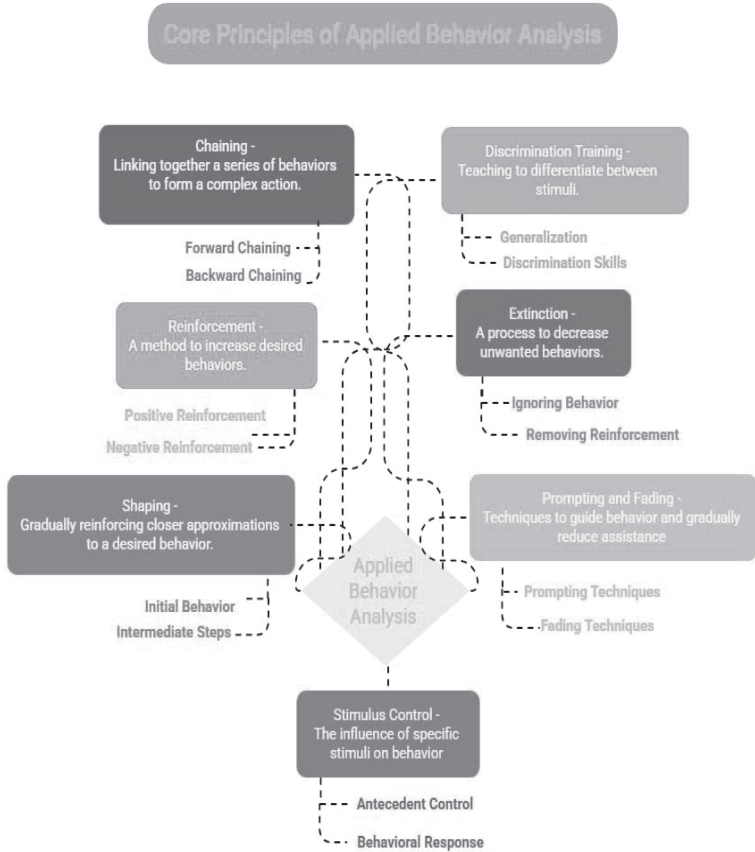 Core Principles of Applied Behavior Analysis
Chaining -
Linking together a series of behaviors
to form a complex action.
Forward Chaining
Backward Chaining
Discrimination Training -
Teaching to differentiate between
stimuli.
Generalization
Discrimination Skills
Reinforcement -
A method to increase desired
behaviors.
Positive Reinforcement
Negative Reinforcement
Extinction -
A process to decrease
unwanted behaviors.
Ignoring Behavior
Removing Reinforcement
Shaping -
Gradually reinforcing closer approximations
to a desired behavior.
Initial Behavior
Intermediate Steps
Applied
Behavior
Analysis
Prompting and Fading -
Techniques to guide behavior and gradually
reduce assistance
Prompting Techniques
Fading Techniques
Stimulus Control -
The influence of specific
stimuli on behavior
Antecedent Control
Behavioral Response